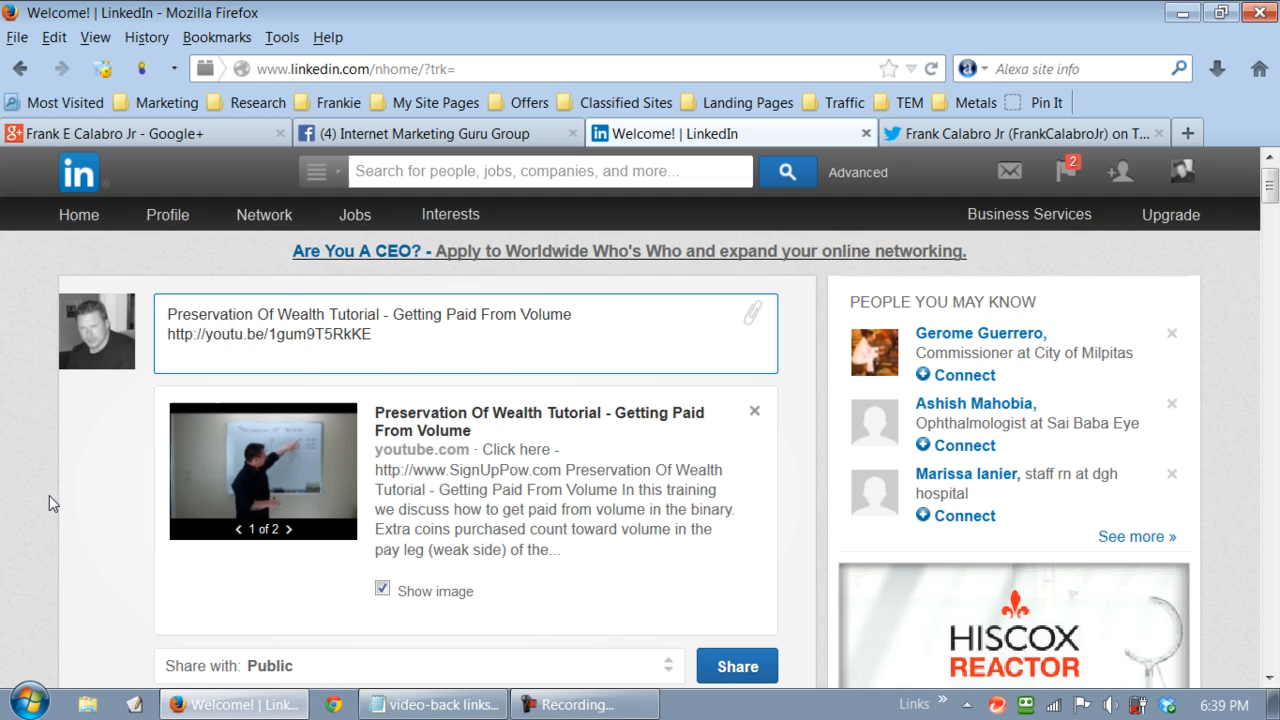 Welcome! | LinkedIn - Mozilla Firefox
File Edit View History Bookmarks Tools Help
www.linkedin.com/nhome/?trk=
a Alexa site info
Most Visited Marketing Research Frankie My Site Pages Offers Classified Sites Landing Pages Traffic TEM Metals Pin It
Frank E Calabro Jr - Google+
(4) Internet Marketing Guru Group
Welcome! | LinkedIn
Frank Calabro Jr (FrankCalabroJr) on T...
in
Search for people, jobs, companies, and more...
Advanced
2
Home Profile Network Jobs Interests Business Services Upgrade
Are You A CEO? - Apply to Worldwide Who's Who and expand your online networking.
Preservation Of Wealth Tutorial - Getting Paid From Volume
http://youtu.be/1gum9T5RkKE
Preservation Of Wealth Tutorial - Getting Paid
From Volume
youtube.com · Click here -
http://www.SignUpPow.com Preservation Of Wealth
Tutorial - Getting Paid From Volume In this training
we discuss how to get paid from volume in the binary.
Extra coins purchased count toward volume in the
pay leg (weak side) of the...
1 of 2
Show image
Share with: Public
Share
PEOPLE YOU MAY KNOW
Gerome Guerrero,
Commissioner at City of Milpitas
Connect
Ashish Mahobia,
Ophthalmologist at Sai Baba Eye
Connect
Marissa lanier, staff rn at dgh
hospital
Connect
See more »
HISCOX
REACTOR
Welcome! | Link...
video-back links...
Recording...
Links »
6:39 PM